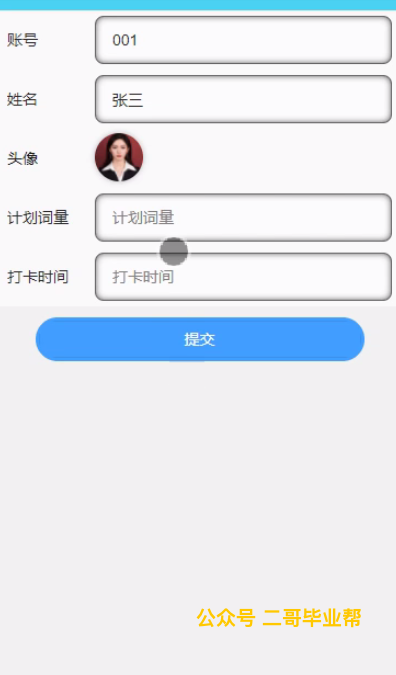 账号 001
姓名 张三
头像
计划词量 计划词量
打卡时间 打卡时间
提交
公众号 二哥毕业帮